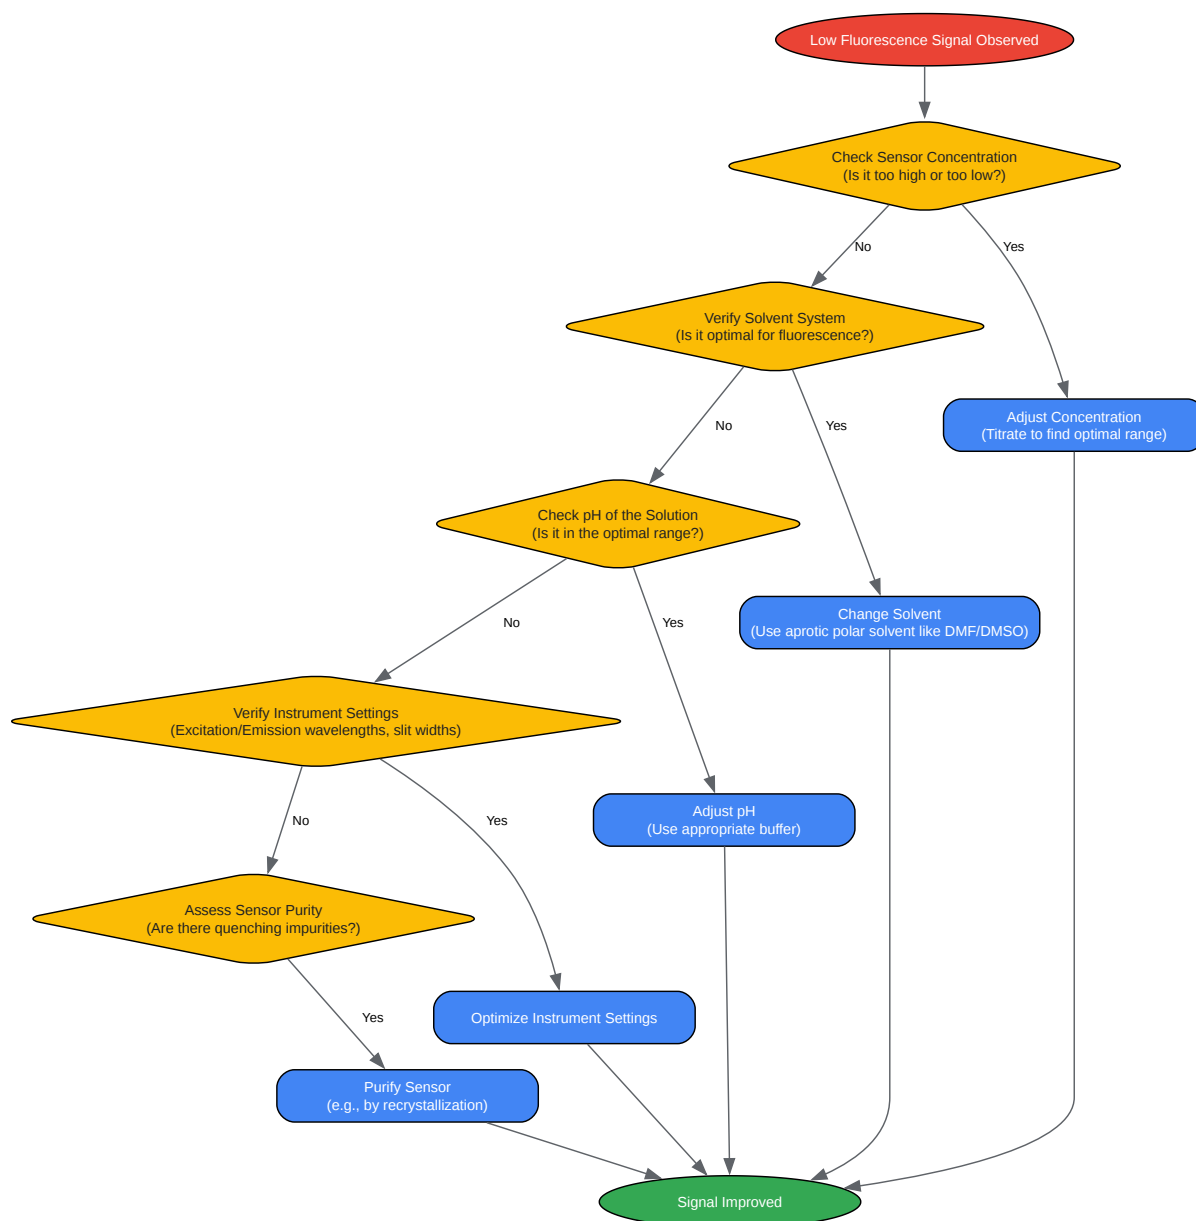 Low Fluorescence Signal Observed
Check Sensor Concentration
(Is it too high or too low?)
No
Yes
Verify Solvent System
(Is it optimal for fluorescence?)
Adjust Concentration
(Titrate to find optimal range)
No
Yes
Check pH of the Solution
(Is it in the optimal range?)
Change Solvent
(Use aprotic polar solvent like DMF/DMSO)
No
Yes
Verify Instrument Settings
(Excitation/Emission wavelengths, slit widths)
Adjust pH
(Use appropriate buffer)
No
Yes
Assess Sensor Purity
(Are there quenching impurities?)
Optimize Instrument Settings
Yes
Purify Sensor
(e.g., by recrystallization)
Signal Improved